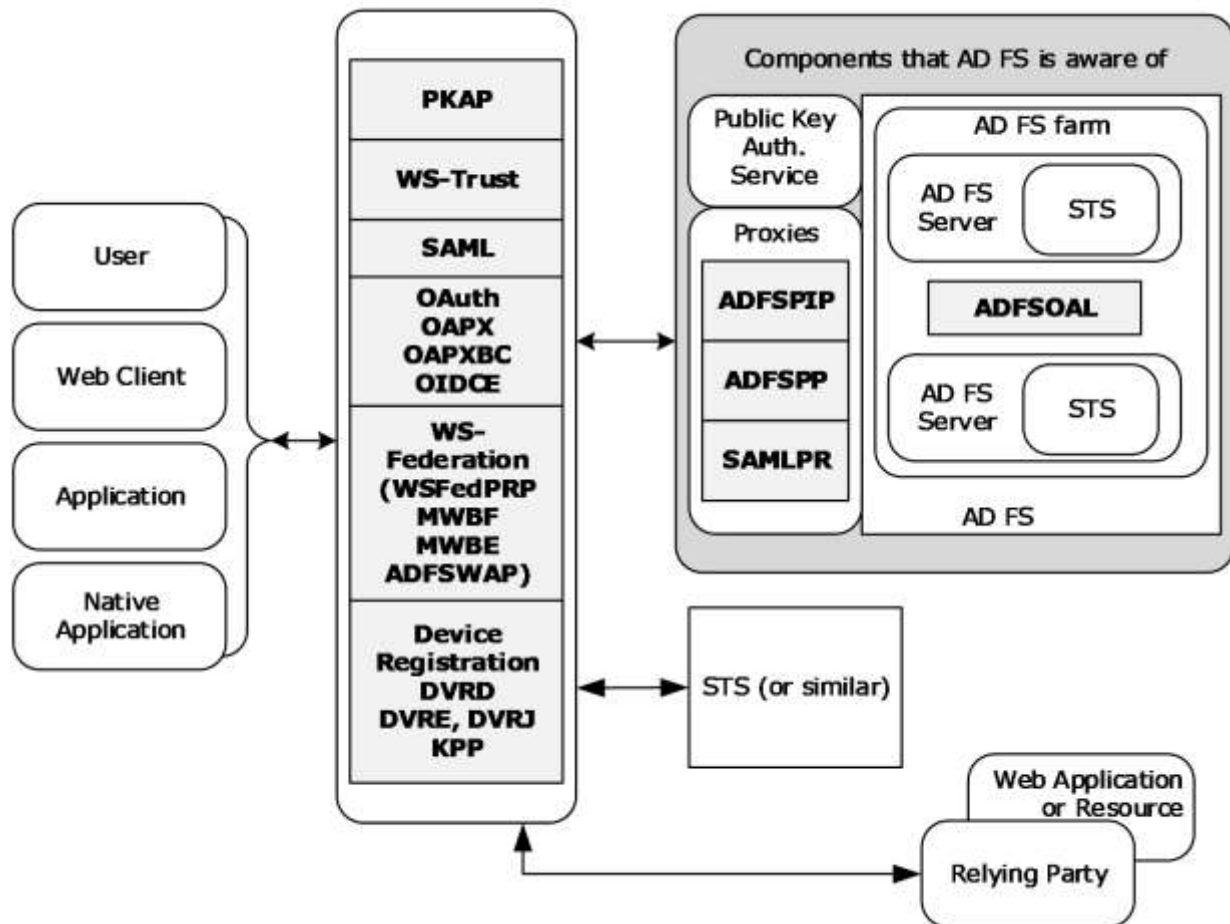 User
Web Client
Application
Native
Application
PKAP
WS-Trust
SAML
OAuth
OAPX
OAPXBC
OIDCE
WS-
Federation
(WSFedPRP
MWBF
MWBE
ADFSWAP)
Device
Registration
DVRD
DVRE, DVRJ
KPP
Components that AD FS is aware of
Public Key
Auth.
Service
Proxies
ADFSPIP
ADFSPP
SAMLPR
AD FS farm
AD FS
Server
STS
ADFSOAL
AD FS
Server
STS
AD FS
STS (or similar)
Web Application
or Resource
Relying Party